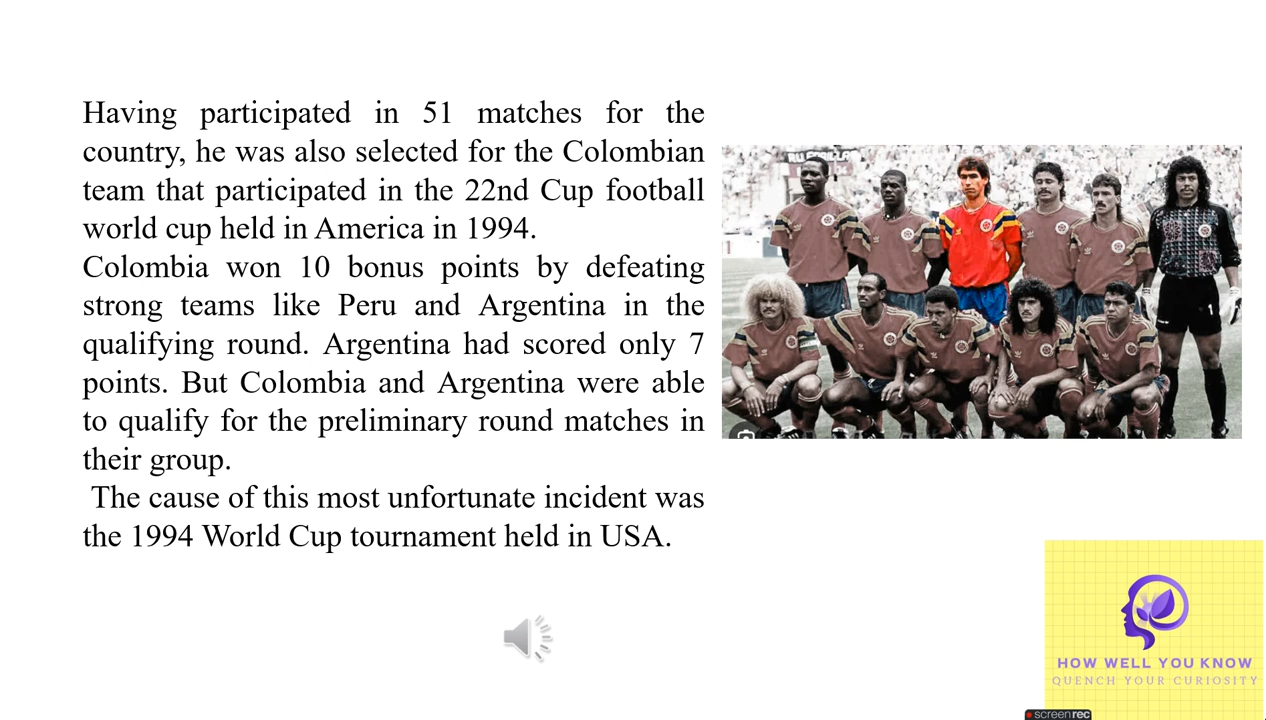 Having participated in 51 matches for the
country, he was also selected for the Colombian
team that participated in the 22nd Cup football
world cup held in America in 1994.
Colombia won 10 bonus points by defeating
strong teams like Peru and Argentina in the
qualifying round. Argentina had scored only 7
points. But Colombia and Argentina were able
to qualify for the preliminary round matches in
their group.
The cause of this most unfortunate incident was
the 1994 World Cup tournament held in USA.
1
HOW WELL YOU KNOW
QUENCH YOUR CURIOSITY
screenrec